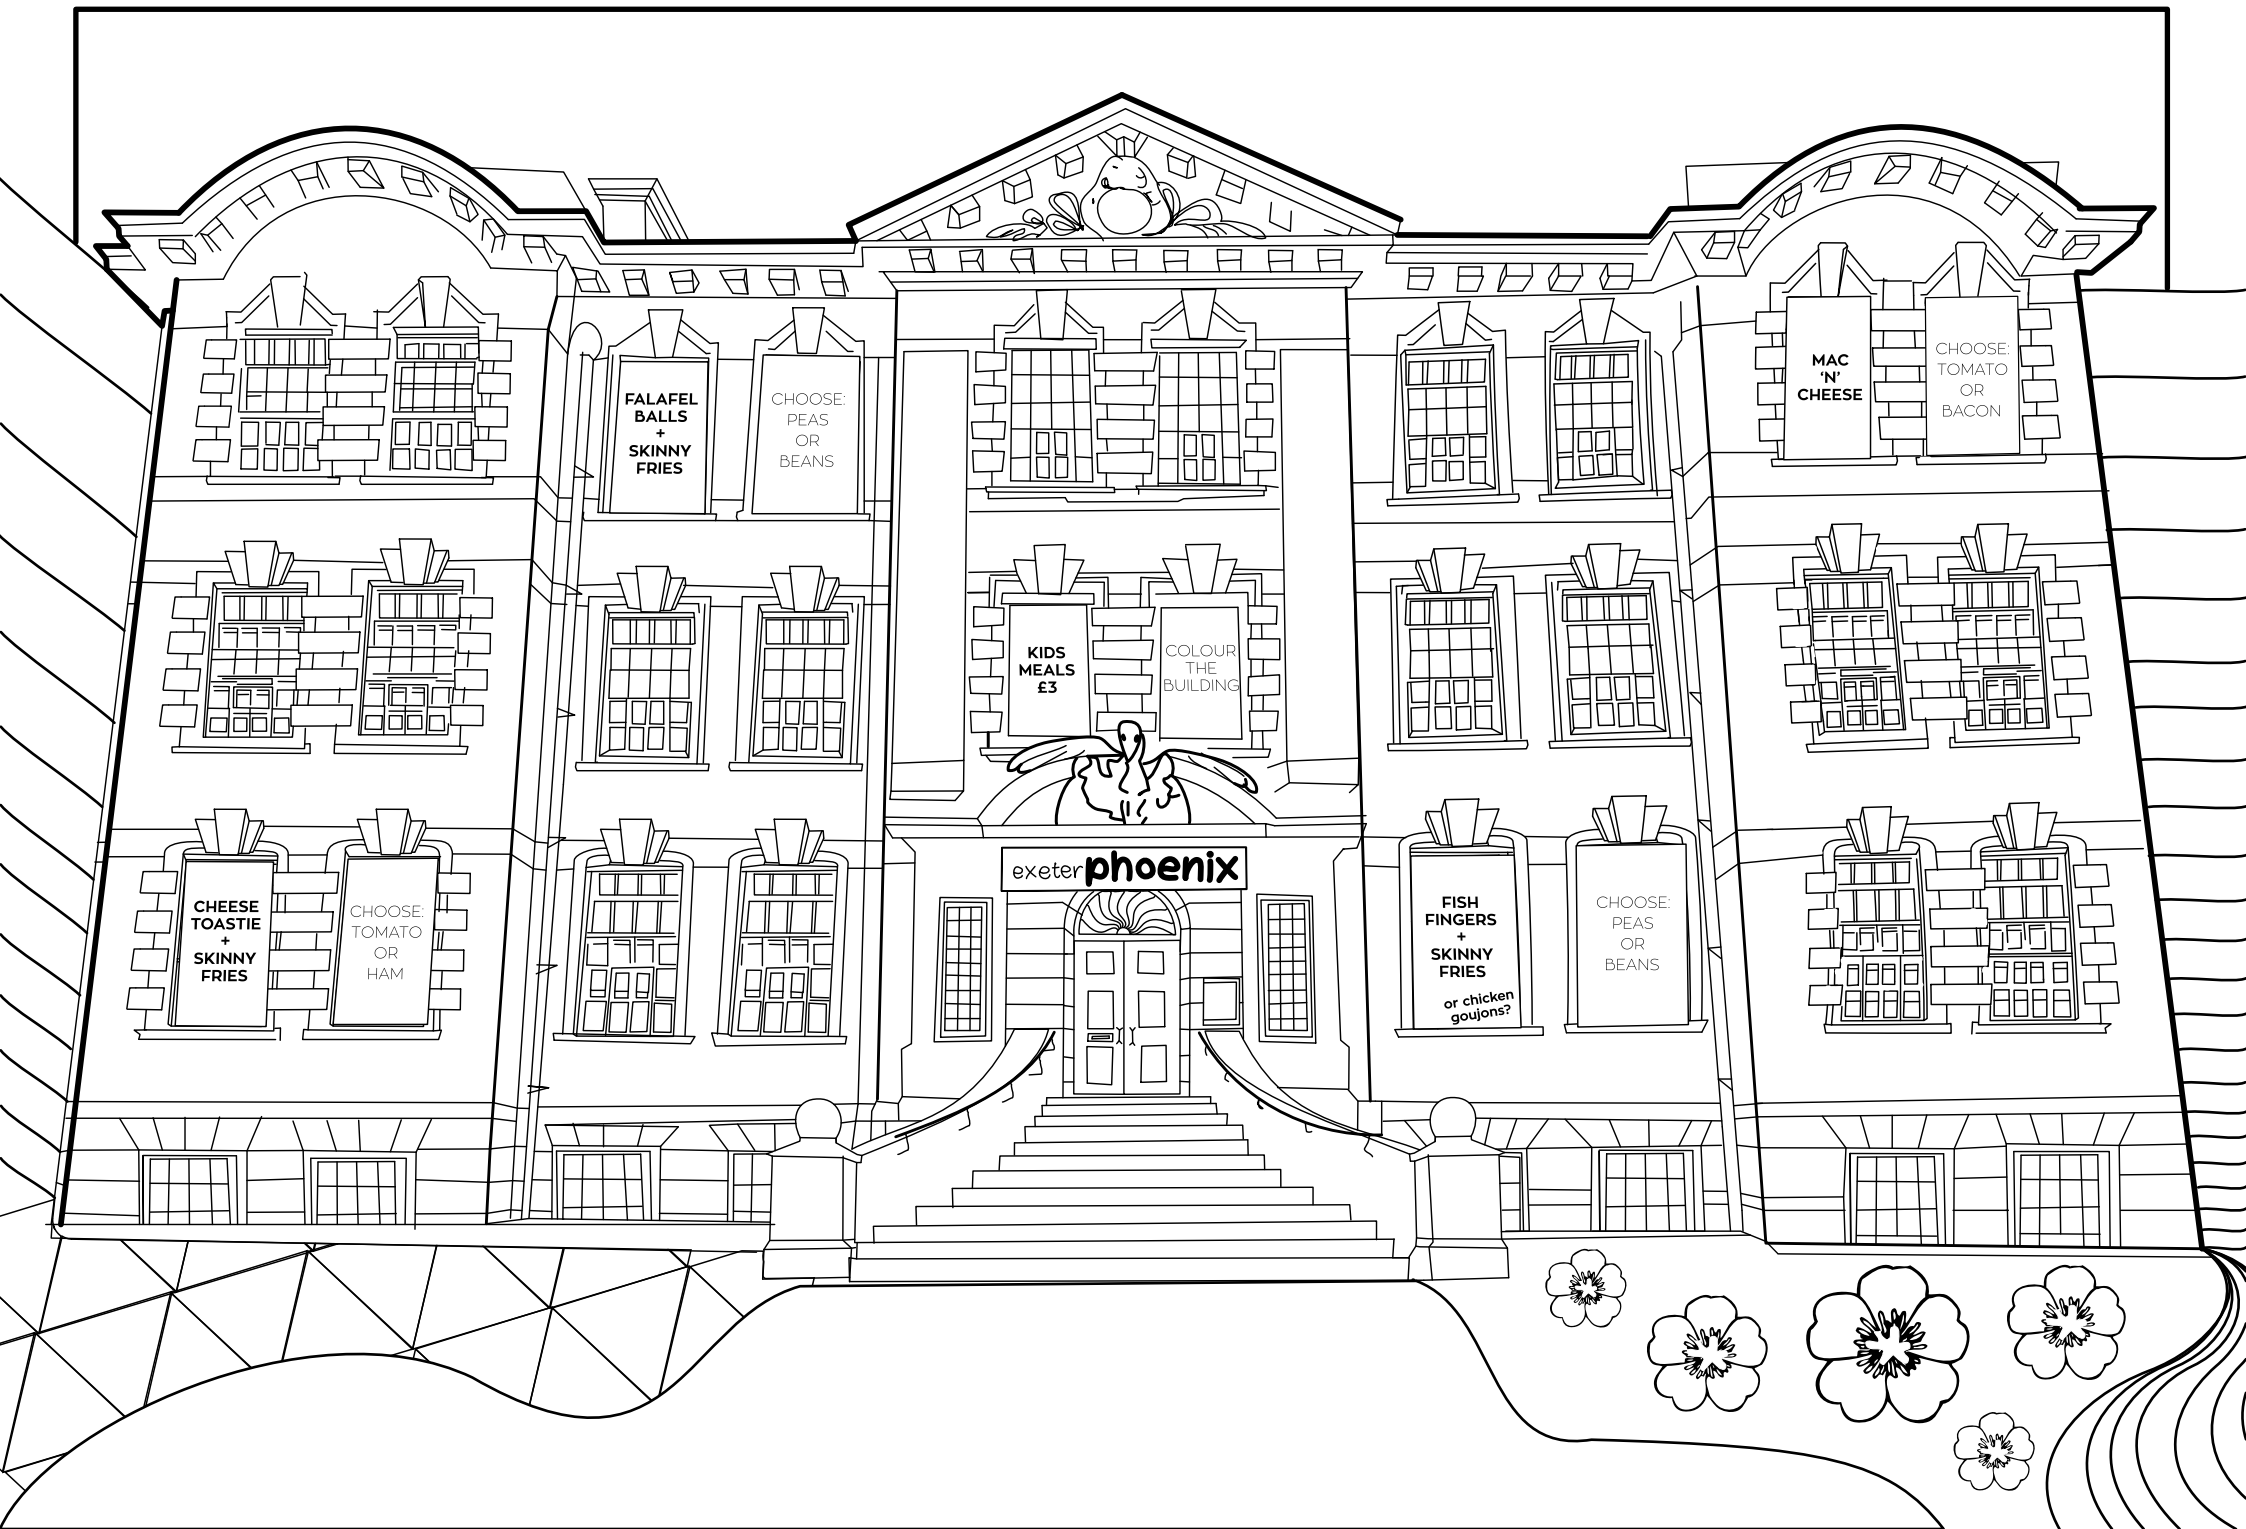 FALAFEL
BALLS
+
SKINNY
FRIES
CHOOSE:
PEAS
OR
BEANS
MAC
‘N’
CHEESE
CHOOSE:
TOMATO
OR
BACON
KIDS
MEALS
£3
COLOUR
THE
BUILDING
exeterphoenix
CHEESE
TOASTIE
+
SKINNY
FRIES
CHOOSE:
TOMATO
OR
HAM
FISH
FINGERS
+
SKINNY
FRIES
or chicken
goujons?
CHOOSE:
PEAS
OR
BEANS